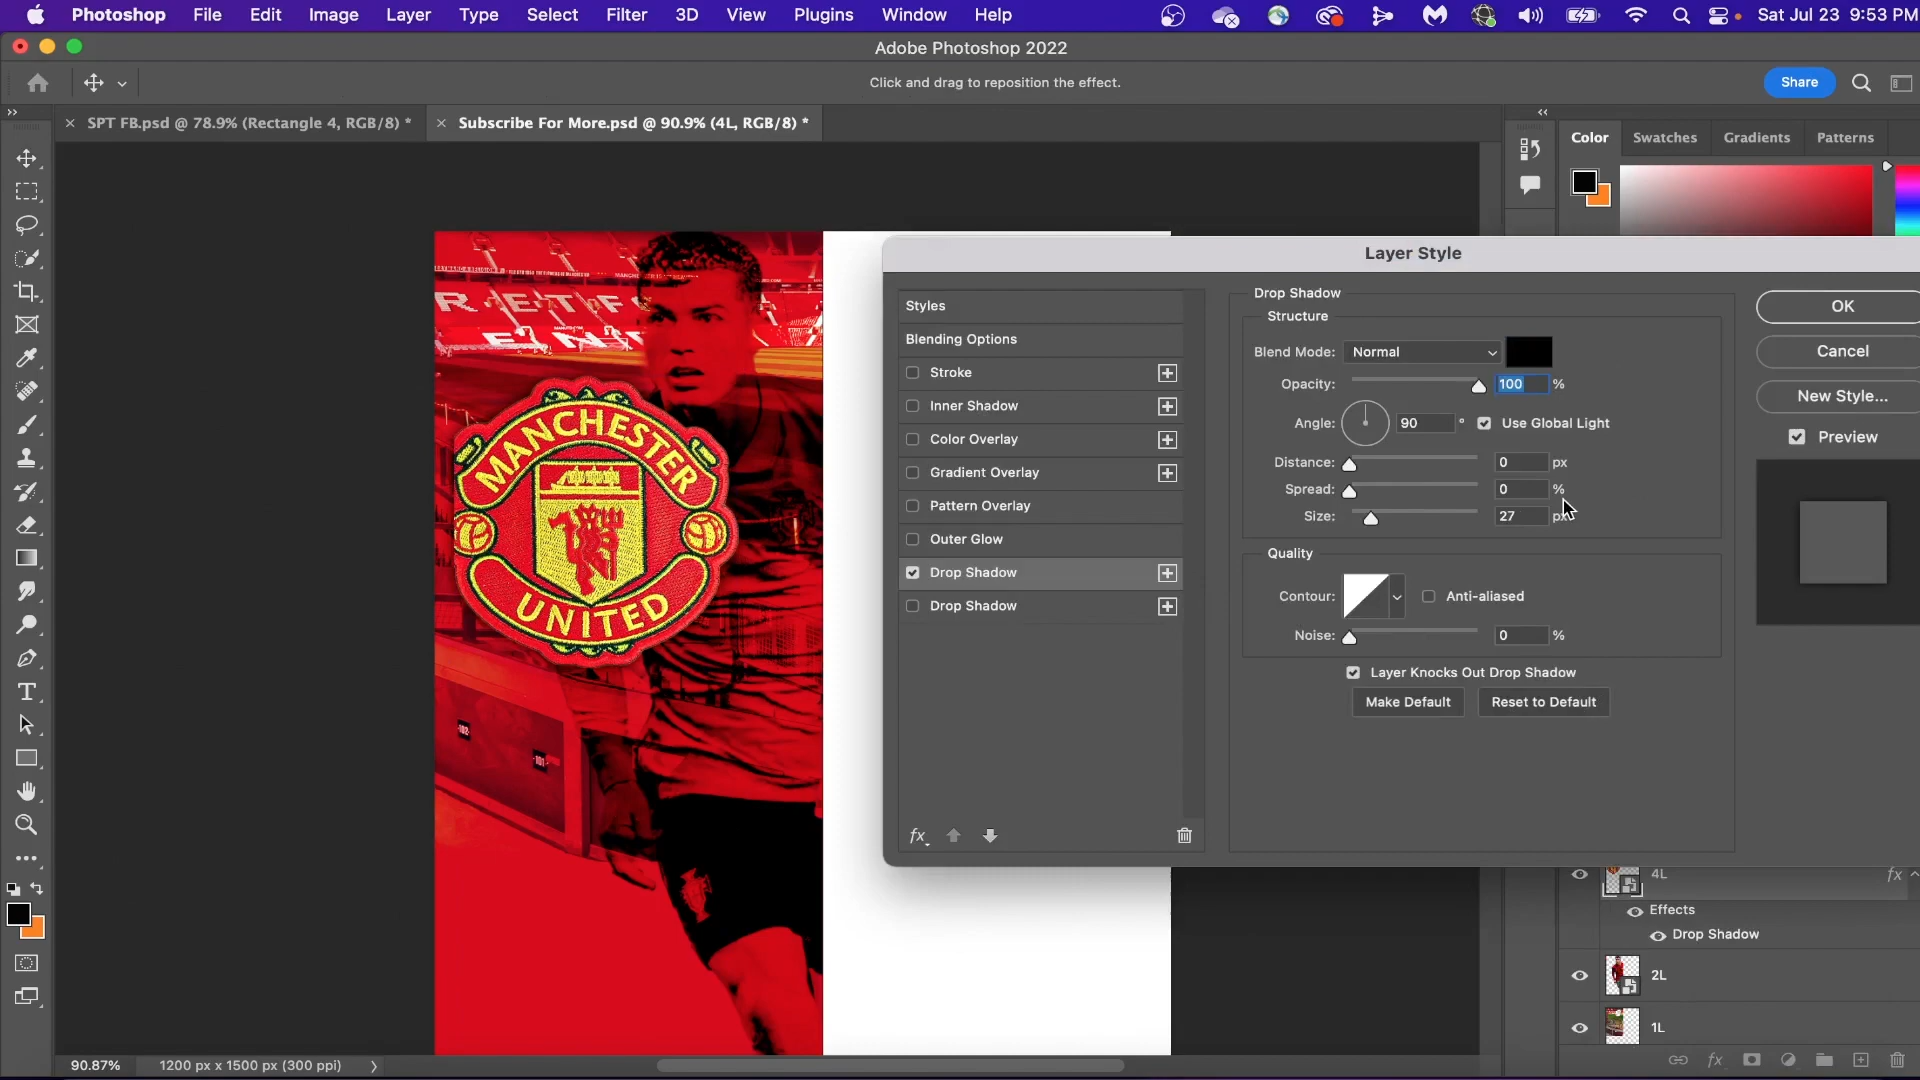 Photoshop File Edit Image Layer Type Select Filter 3D View Plugins Window Help Sat Jul 23 9:53 PM
Adobe Photoshop 2022
Click and drag to reposition the effect.
Share
SPT FB.psd @ 78.9% (Rectangle 4, RGB/8) *
Subscribe For More.psd @ 90.9% (4L, RGB/8) *
Color Swatches Gradients Patterns
Layer Style
Styles
Blending Options
Stroke
Inner Shadow
Color Overlay
Gradient Overlay
Pattern Overlay
Outer Glow
Drop Shadow
Drop Shadow
fx
Drop Shadow
Structure
Blend Mode: Normal
Opacity: 100 %
Angle: 90 ° Use Global Light
Distance: 0 px
Spread: 0 %
Size: 27 px
Quality
Contour: Anti-aliased
Noise: 0 %
Layer Knocks Out Drop Shadow
Make Default Reset to Default
OK
Cancel
New Style...
Preview
MANCHESTER
UNITED
4L fx
Effects
Drop Shadow
2L
1L
fx
90.87% 1200 px x 1500 px (300 ppi)